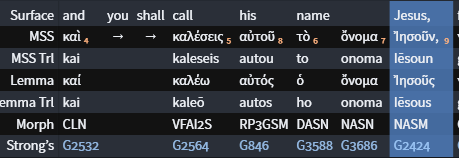 Surface and you shall call his name Jesus,
MSS καὶ 4 → → καλέσεις 5 αὐτοῦ 8 τὸ 6 ὄνομα 7 Ἰησοῦν, 9
MSS Trl kai kaleseis autou to onoma Iēsoun
Lemma καί καλέω αὐτός ὁ ὄνομα Ἰησοῦς
emma Trl kai kaleō autos ho onoma Iēsous
Morph CLN VFAI2S RP3GSM DASN NASN NASM
Strong's G2532 G2564 G846 G3588 G3686 G2424